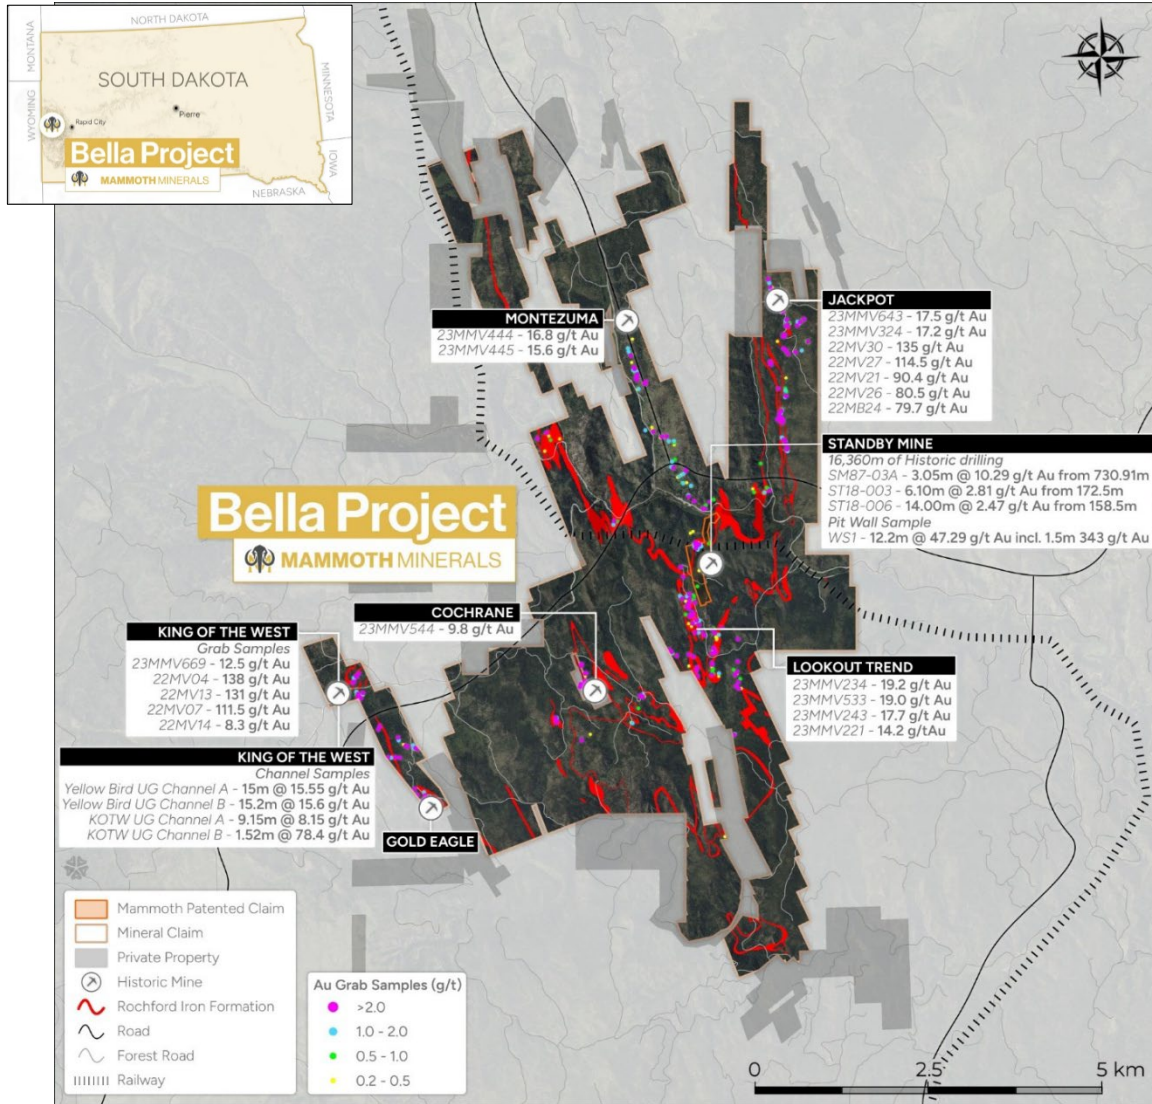 NORTH DAKOTA
MONTANA
SOUTH DAKOTA
MINNESOTA
WYOMING
Rapid City
Pierre
Bella Project
MAMMOTH MINERALS
IOWA
NEBRASKA
MONTEZUMA
23MMV444 - 16.8 g/t Au
23MMV445 - 15.6 g/t Au
JACKPOT
23MMV643 - 17.5 g/t Au
23MMV324 - 17.2 g/t Au
22MV30 - 135 g/t Au
22MV27 - 114.5 g/t Au
22MV21 - 90.4 g/t Au
22MV26 - 80.5 g/t Au
22MB24 - 79.7 g/t Au
STANDBY MINE
16,360m of Historic drilling
SM87-03A - 3.05m @ 10.29 g/t Au from 730.91m
ST18-003 - 6.10m @ 2.81 g/t Au from 172.5m
ST18-006 - 14.00m @ 2.47 g/t Au from 158.5m
Pit Wall Sample
WS1 - 12.2m @ 47.29 g/t Au incl. 1.5m 343 g/t Au
Bella Project
MAMMOTH MINERALS
COCHRANE
23MMV544 - 9.8 g/t Au
KING OF THE WEST
Grab Samples
23MMV669 - 12.5 g/t Au
22MV04 - 138 g/t Au
22MV13 - 131 g/t Au
22MV07 - 111.5 g/t Au
22MV14 - 8.3 g/t Au
LOOKOUT TREND
23MMV234 - 19.2 g/t Au
23MMV533 - 19.0 g/t Au
23MMV243 - 17.7 g/t Au
23MMV221 - 14.2 g/tAu
KING OF THE WEST
Channel Samples
Yellow Bird UG Channel A - 15m @ 15.55 g/t Au
Yellow Bird UG Channel B - 15.2m @ 15.6 g/t Au
KOTW UG Channel A - 9.15m @ 8.15 g/t Au
KOTW UG Channel B - 1.52m @ 78.4 g/t Au
GOLD EAGLE
Mammoth Patented Claim
Mineral Claim
Private Property
Historic Mine
Rochford Iron Formation
Road
Forest Road
Railway
Au Grab Samples (g/t)
>2.0
1.0 - 2.0
0.5 - 1.0
0.2 - 0.5
0 2.5 5 km